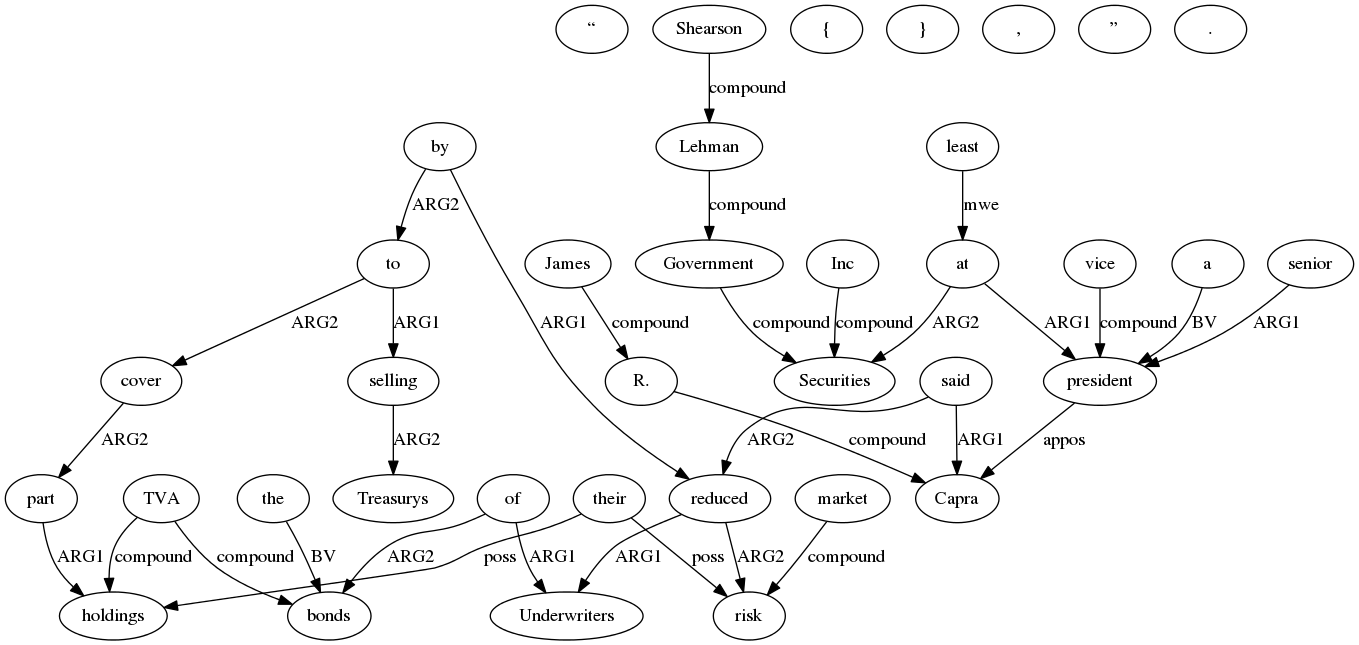 “ Shearson { } , ” .
compound
by Lehman least
ARG2 compound mwe
to James Government Inc at vice a senior
ARG2 ARG1 ARG1 compound compound compound ARG2 ARG1 compound BV ARG1
cover selling R. Securities said president
ARG2 ARG2 ARG2 compound ARG1 appos
part TVA the Treasurys of their reduced market Capra
ARG1 compound compound BV ARG2 ARG1 poss ARG1 poss ARG2 compound
holdings bonds Underwriters risk